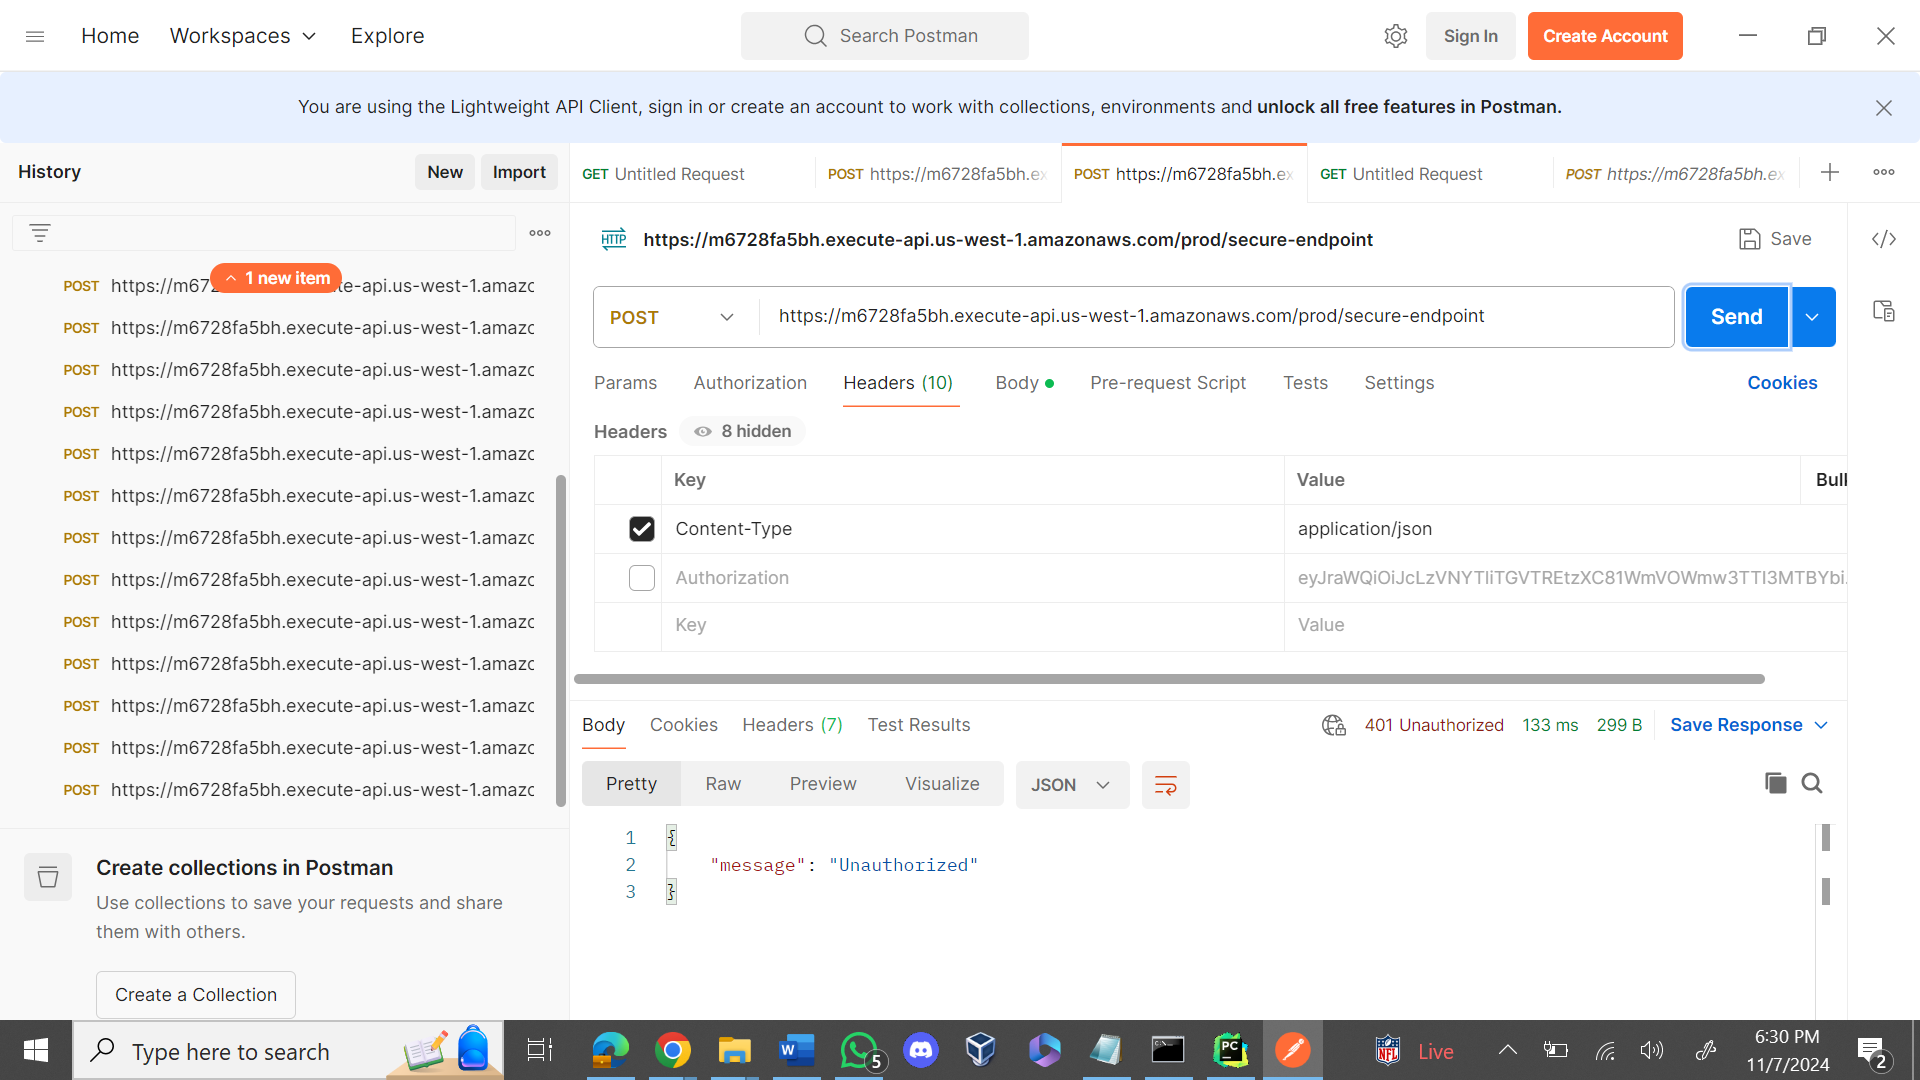 Home Workspaces Explore Search Postman Sign In Create Account
You are using the Lightweight API Client, sign in or create an account to work with collections, environments and unlock all free features in Postman.
History New Import
GET Untitled Request POST https://m6728fa5bh.ex POST https://m6728fa5bh.ex GET Untitled Request POST https://m6728fa5bh.ex
1 new item
POST https://m672 te-api.us-west-1.amazc
POST https://m6728fa5bh.execute-api.us-west-1.amazc
POST https://m6728fa5bh.execute-api.us-west-1.amazc
POST https://m6728fa5bh.execute-api.us-west-1.amazc
POST https://m6728fa5bh.execute-api.us-west-1.amazc
POST https://m6728fa5bh.execute-api.us-west-1.amazc
POST https://m6728fa5bh.execute-api.us-west-1.amazc
POST https://m6728fa5bh.execute-api.us-west-1.amazc
POST https://m6728fa5bh.execute-api.us-west-1.amazc
POST https://m6728fa5bh.execute-api.us-west-1.amazc
POST https://m6728fa5bh.execute-api.us-west-1.amazc
POST https://m6728fa5bh.execute-api.us-west-1.amazc
POST https://m6728fa5bh.execute-api.us-west-1.amazc
Create collections in Postman
Use collections to save your requests and share
them with others.
Create a Collection
HTTP https://m6728fa5bh.execute-api.us-west-1.amazonaws.com/prod/secure-endpoint Save
POST https://m6728fa5bh.execute-api.us-west-1.amazonaws.com/prod/secure-endpoint Send
Params Authorization Headers (10) Body Pre-request Script Tests Settings Cookies
Headers 8 hidden
Key Value Bulk
Content-Type application/json
Authorization eyJraWQiOiJcLzVNYTliTGVTREtzXC81WmVOWmw3TTI3MTBYbi.
Key Value
Body Cookies Headers (7) Test Results 401 Unauthorized 133 ms 299 B Save Response
Pretty Raw Preview Visualize JSON
1 {
2 "message": "Unauthorized"
3 }
Type here to search 5 PC NFL Live 6:30 PM
11/7/2024 2